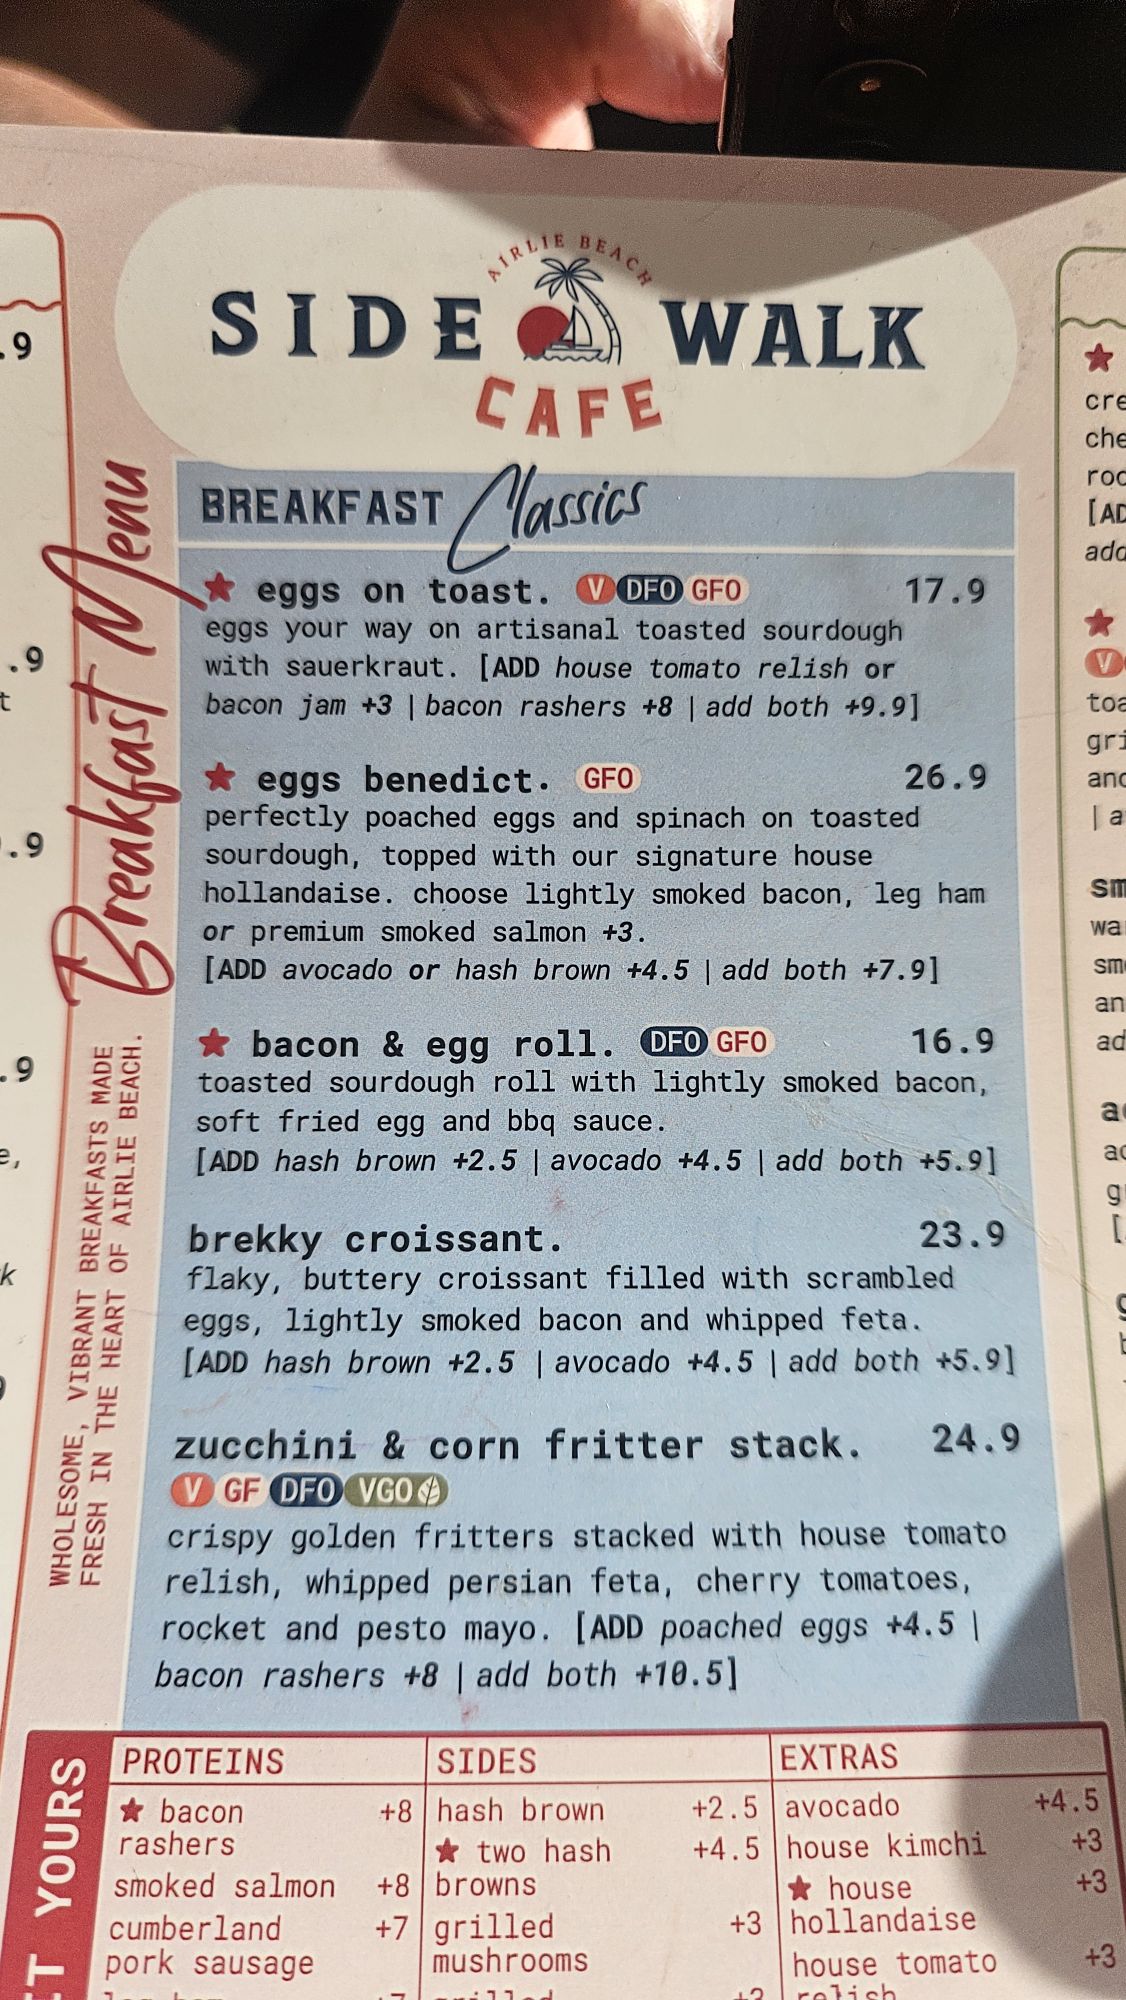 AIRLIE BEACH
SIDE WALK
CAFE
Breakfast Menu
WHOLESOME, VIBRANT BREAKFASTS MADE
FRESH IN THE HEART OF AIRLIE BEACH.
BREAKFAST Classics
★ eggs on toast. V DFO GFO 17.9
eggs your way on artisanal toasted sourdough
with sauerkraut. [ADD house tomato relish or
bacon jam +3 | bacon rashers +8 | add both +9.9]
★ eggs benedict. GFO 26.9
perfectly poached eggs and spinach on toasted
sourdough, topped with our signature house
hollandaise. choose lightly smoked bacon, leg ham
or premium smoked salmon +3.
[ADD avocado or hash brown +4.5 | add both +7.9]
★ bacon & egg roll. DFO GFO 16.9
toasted sourdough roll with lightly smoked bacon,
soft fried egg and bbq sauce.
[ADD hash brown +2.5 | avocado +4.5 | add both +5.9]
brekky croissant. 23.9
flaky, buttery croissant filled with scrambled
eggs, lightly smoked bacon and whipped feta.
[ADD hash brown +2.5 | avocado +4.5 | add both +5.9]
zucchini & corn fritter stack. 24.9
V GF DFO VGO
crispy golden fritters stacked with house tomato
relish, whipped persian feta, cherry tomatoes,
rocket and pesto mayo. [ADD poached eggs +4.5 |
bacon rashers +8 | add both +10.5]
YOURS
PROTEINS
★ bacon +8
rashers
smoked salmon +8
cumberland +7
pork sausage
SIDES
hash brown +2.5
★ two hash +4.5
browns
grilled +3
mushrooms
EXTRAS
avocado +4.5
house kimchi +3
★ house +3
hollandaise
house tomato +3
relish